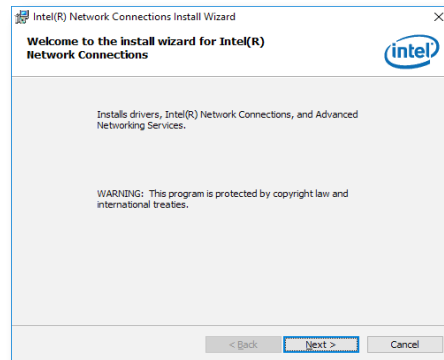 Intel(R) Network Connections Install Wizard
Welcome to the install wizard for Intel(R)
Network Connections
intel
Installs drivers, Intel(R) Network Connections, and Advanced
Networking Services.
WARNING: This program is protected by copyright law and
international treaties.
< Back
Next >
Cancel